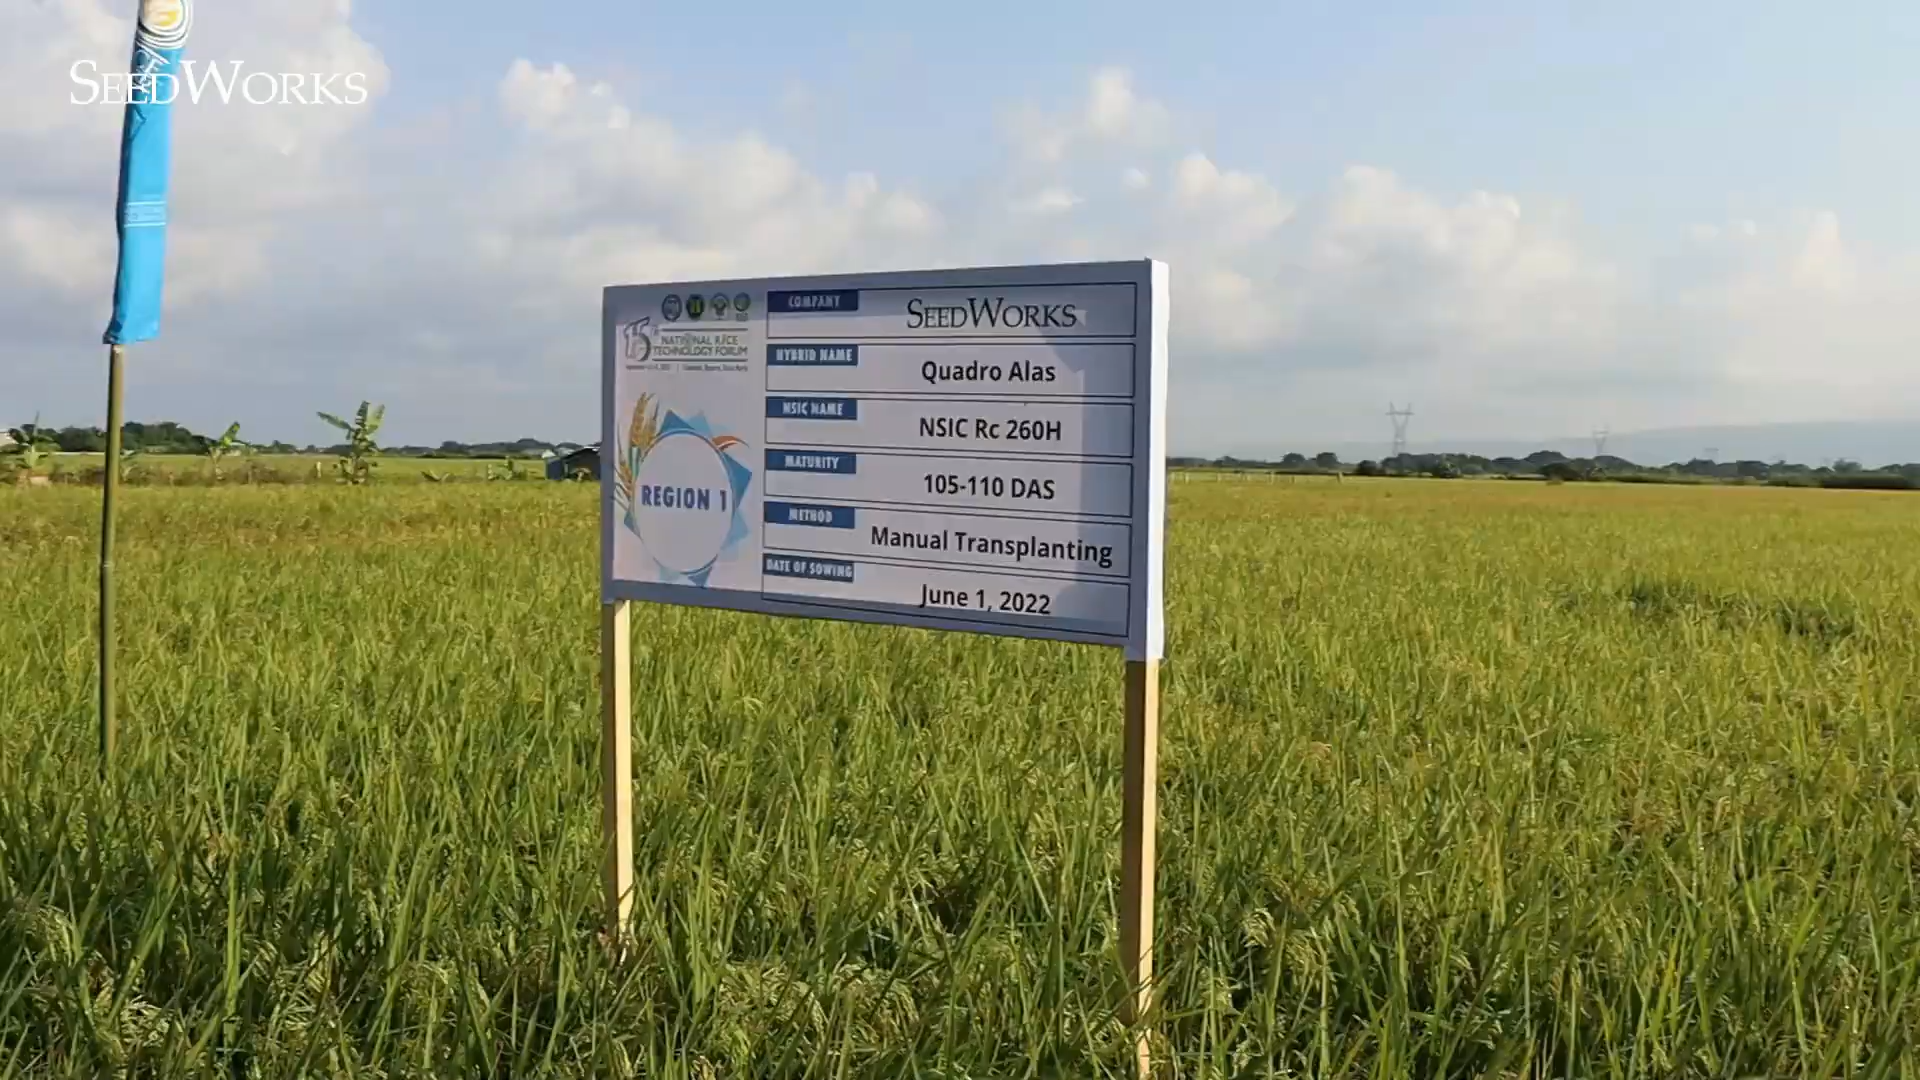 SEEDWORKS
15th
NATIONAL RICE
TECHNOLOGY FORUM
REGION 1
COMPANY
SEEDWORKS
HYBRID NAME
Quadro Alas
NSIC NAME
NSIC Rc 260H
MATURITY
105-110 DAS
METHOD
Manual Transplanting
DATE OF SOWING
June 1, 2022